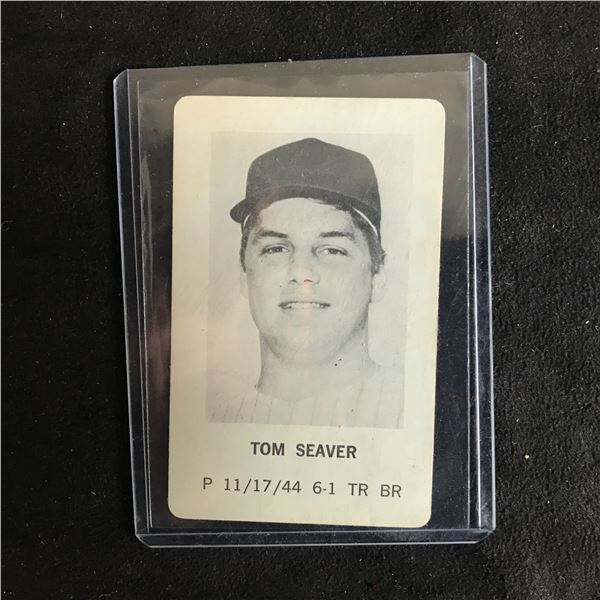 TOM SEAVER
P 11/17/44 6-1 TR BR